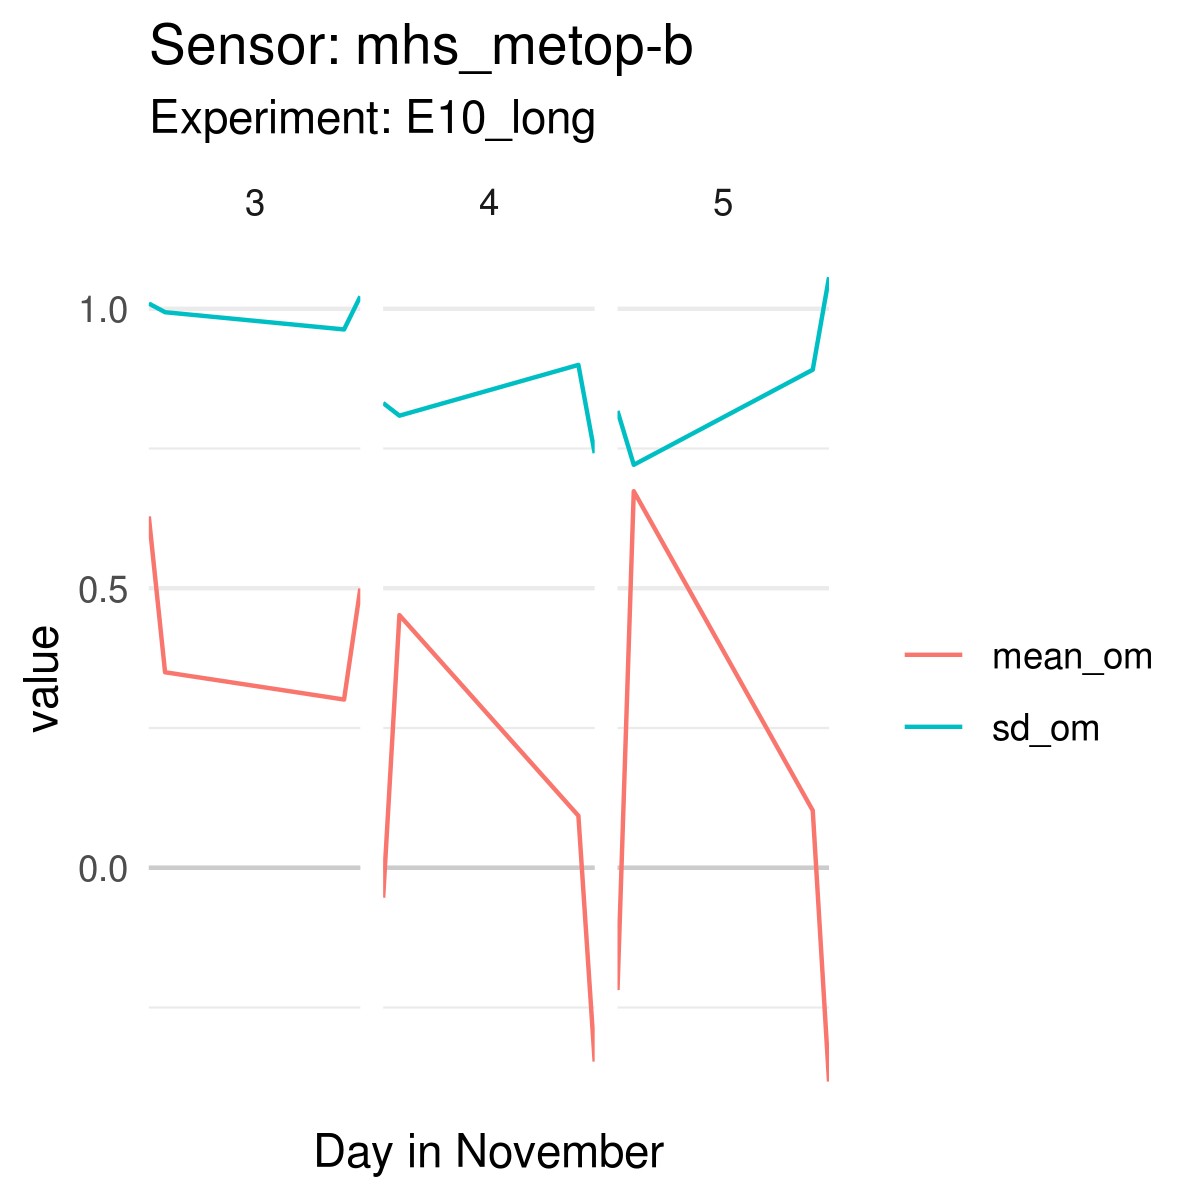 Sensor: mhs_metop-b
Experiment: E10_long
3 4 5
1.0
0.5
0.0
value
mean_om
sd_om
Day in November